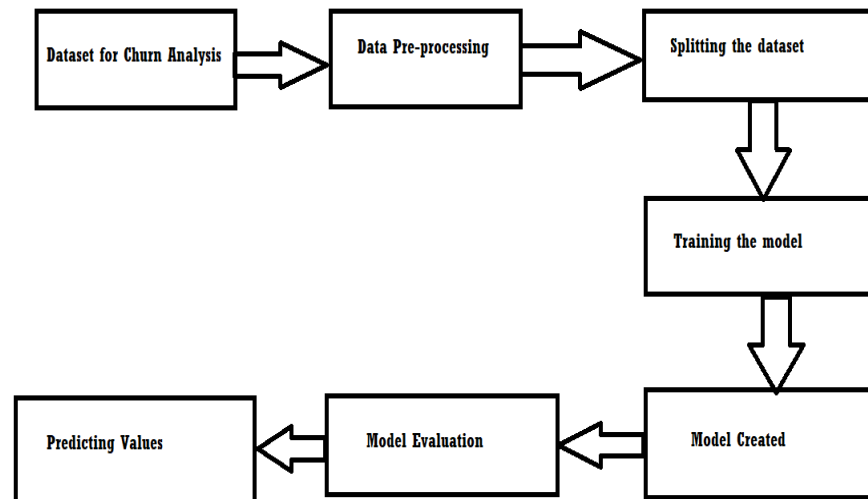 Dataset for Churn Analysis
Data Pre-processing
Splitting the dataset
Training the model
Model Created
Model Evaluation
Predicting Values